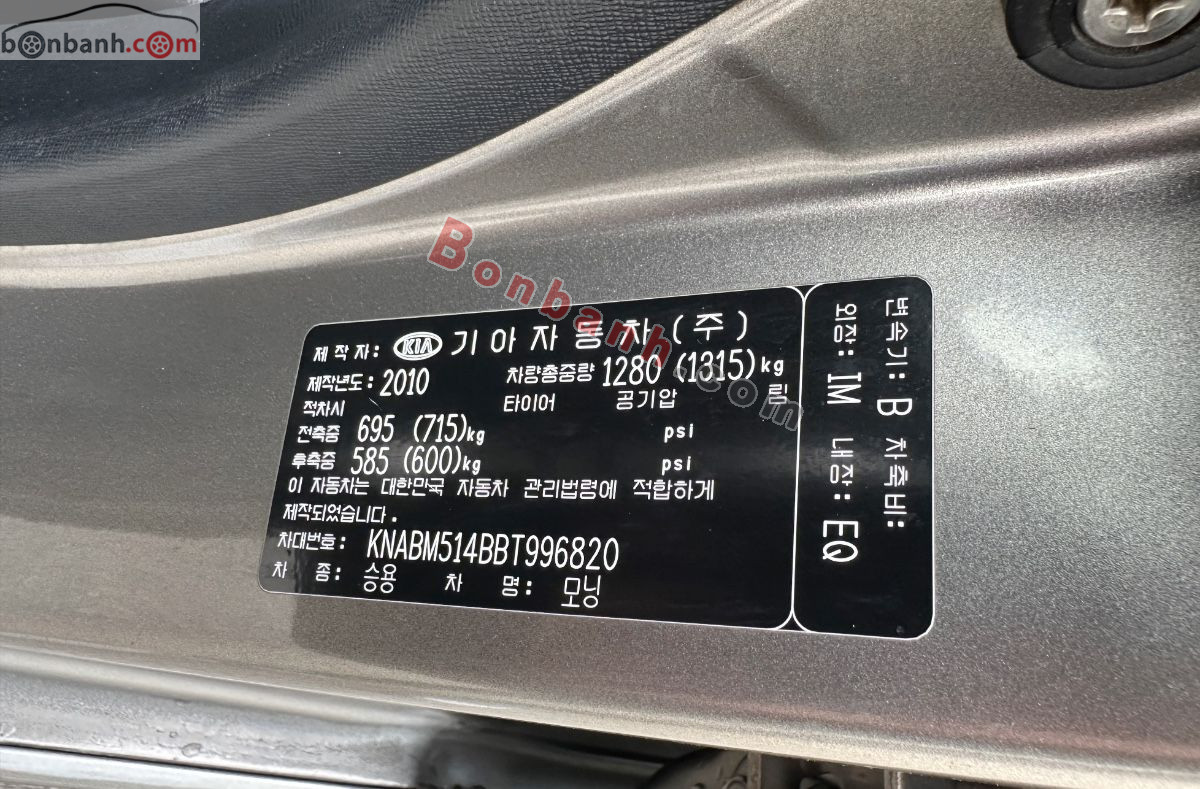 bonbanh.com
Bonbanh.com
제 작 자: KIA 기아자동차(주)
제작년도: 2010 차량총중량 1280 (1315)kg
적차시 타이어 공기압 림
전축중 695 (715)kg psi
후축중 585 (600)kg psi
이 자동차는 대한민국 자동차 관리법령에 적합하게
제작되었습니다.
차대번호: KNABM514BBT996820
차 종: 승용 차 명: 모닝
변속기: B 차축비:
외장: IM 내장: EQ